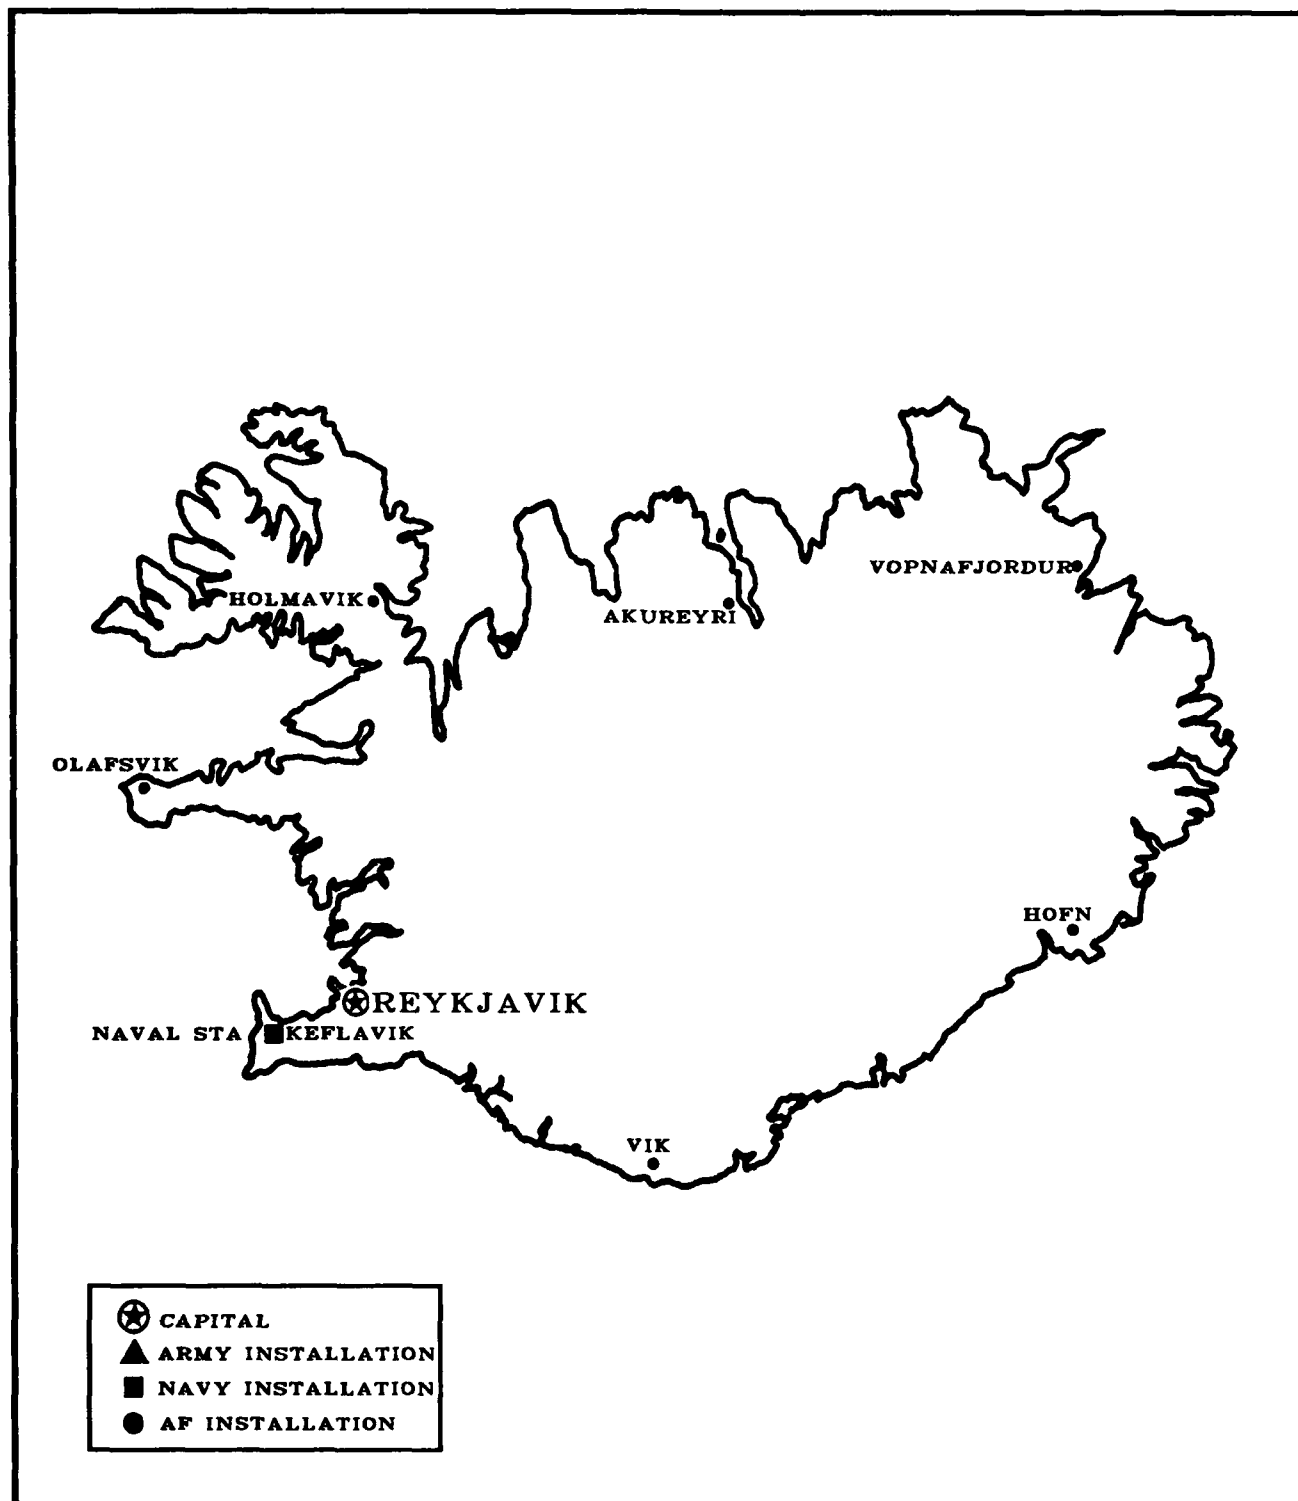 VOPNAFJORDUR
HOLMAVIK
AKUREYRI
OLAFSVIK
HOFN
REYKJAVIK
NAVAL STA KEFLAVIK
VIK
CAPITAL
ARMY INSTALLATION
NAVY INSTALLATION
AF INSTALLATION